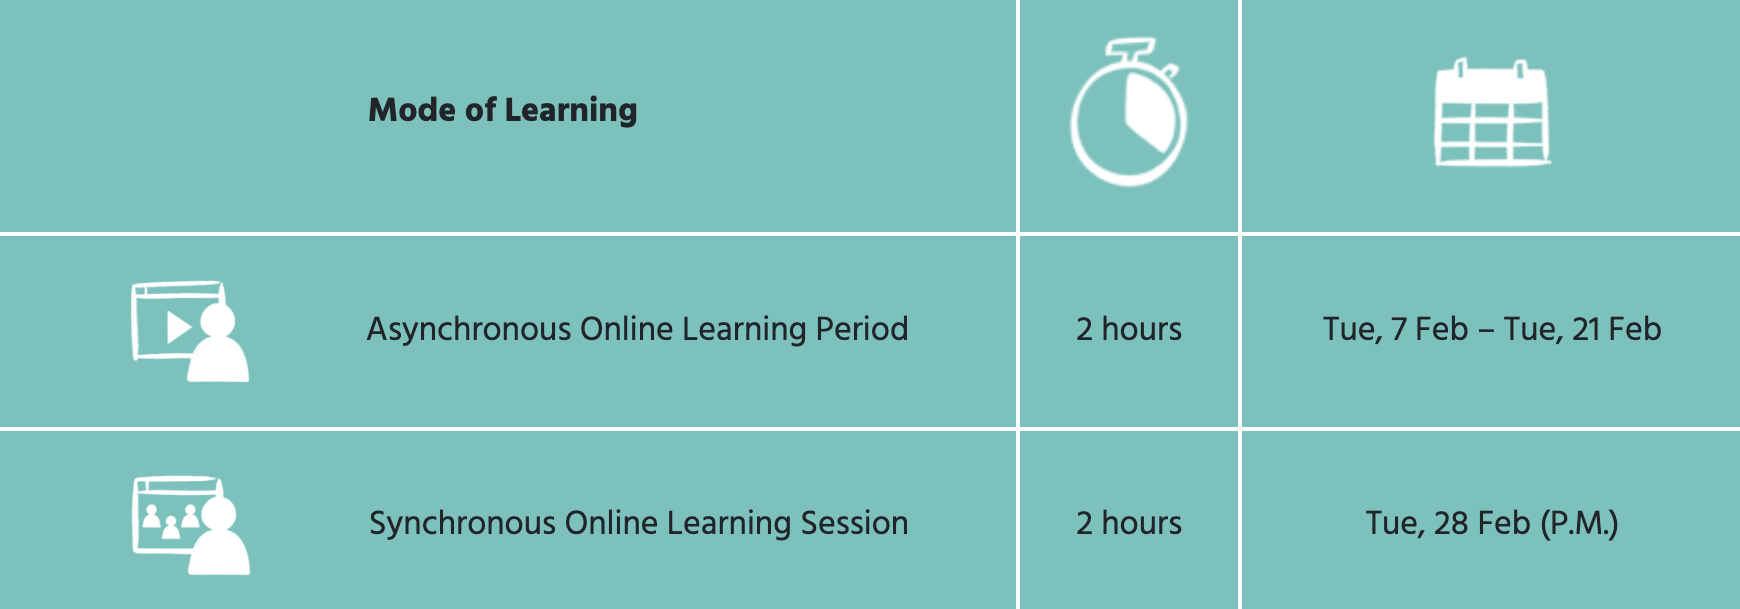 Mode of Learning
Asynchronous Online Learning Period
2 hours
Tue, 7 Feb – Tue, 21 Feb
Synchronous Online Learning Session
2 hours
Tue, 28 Feb (P.M.)